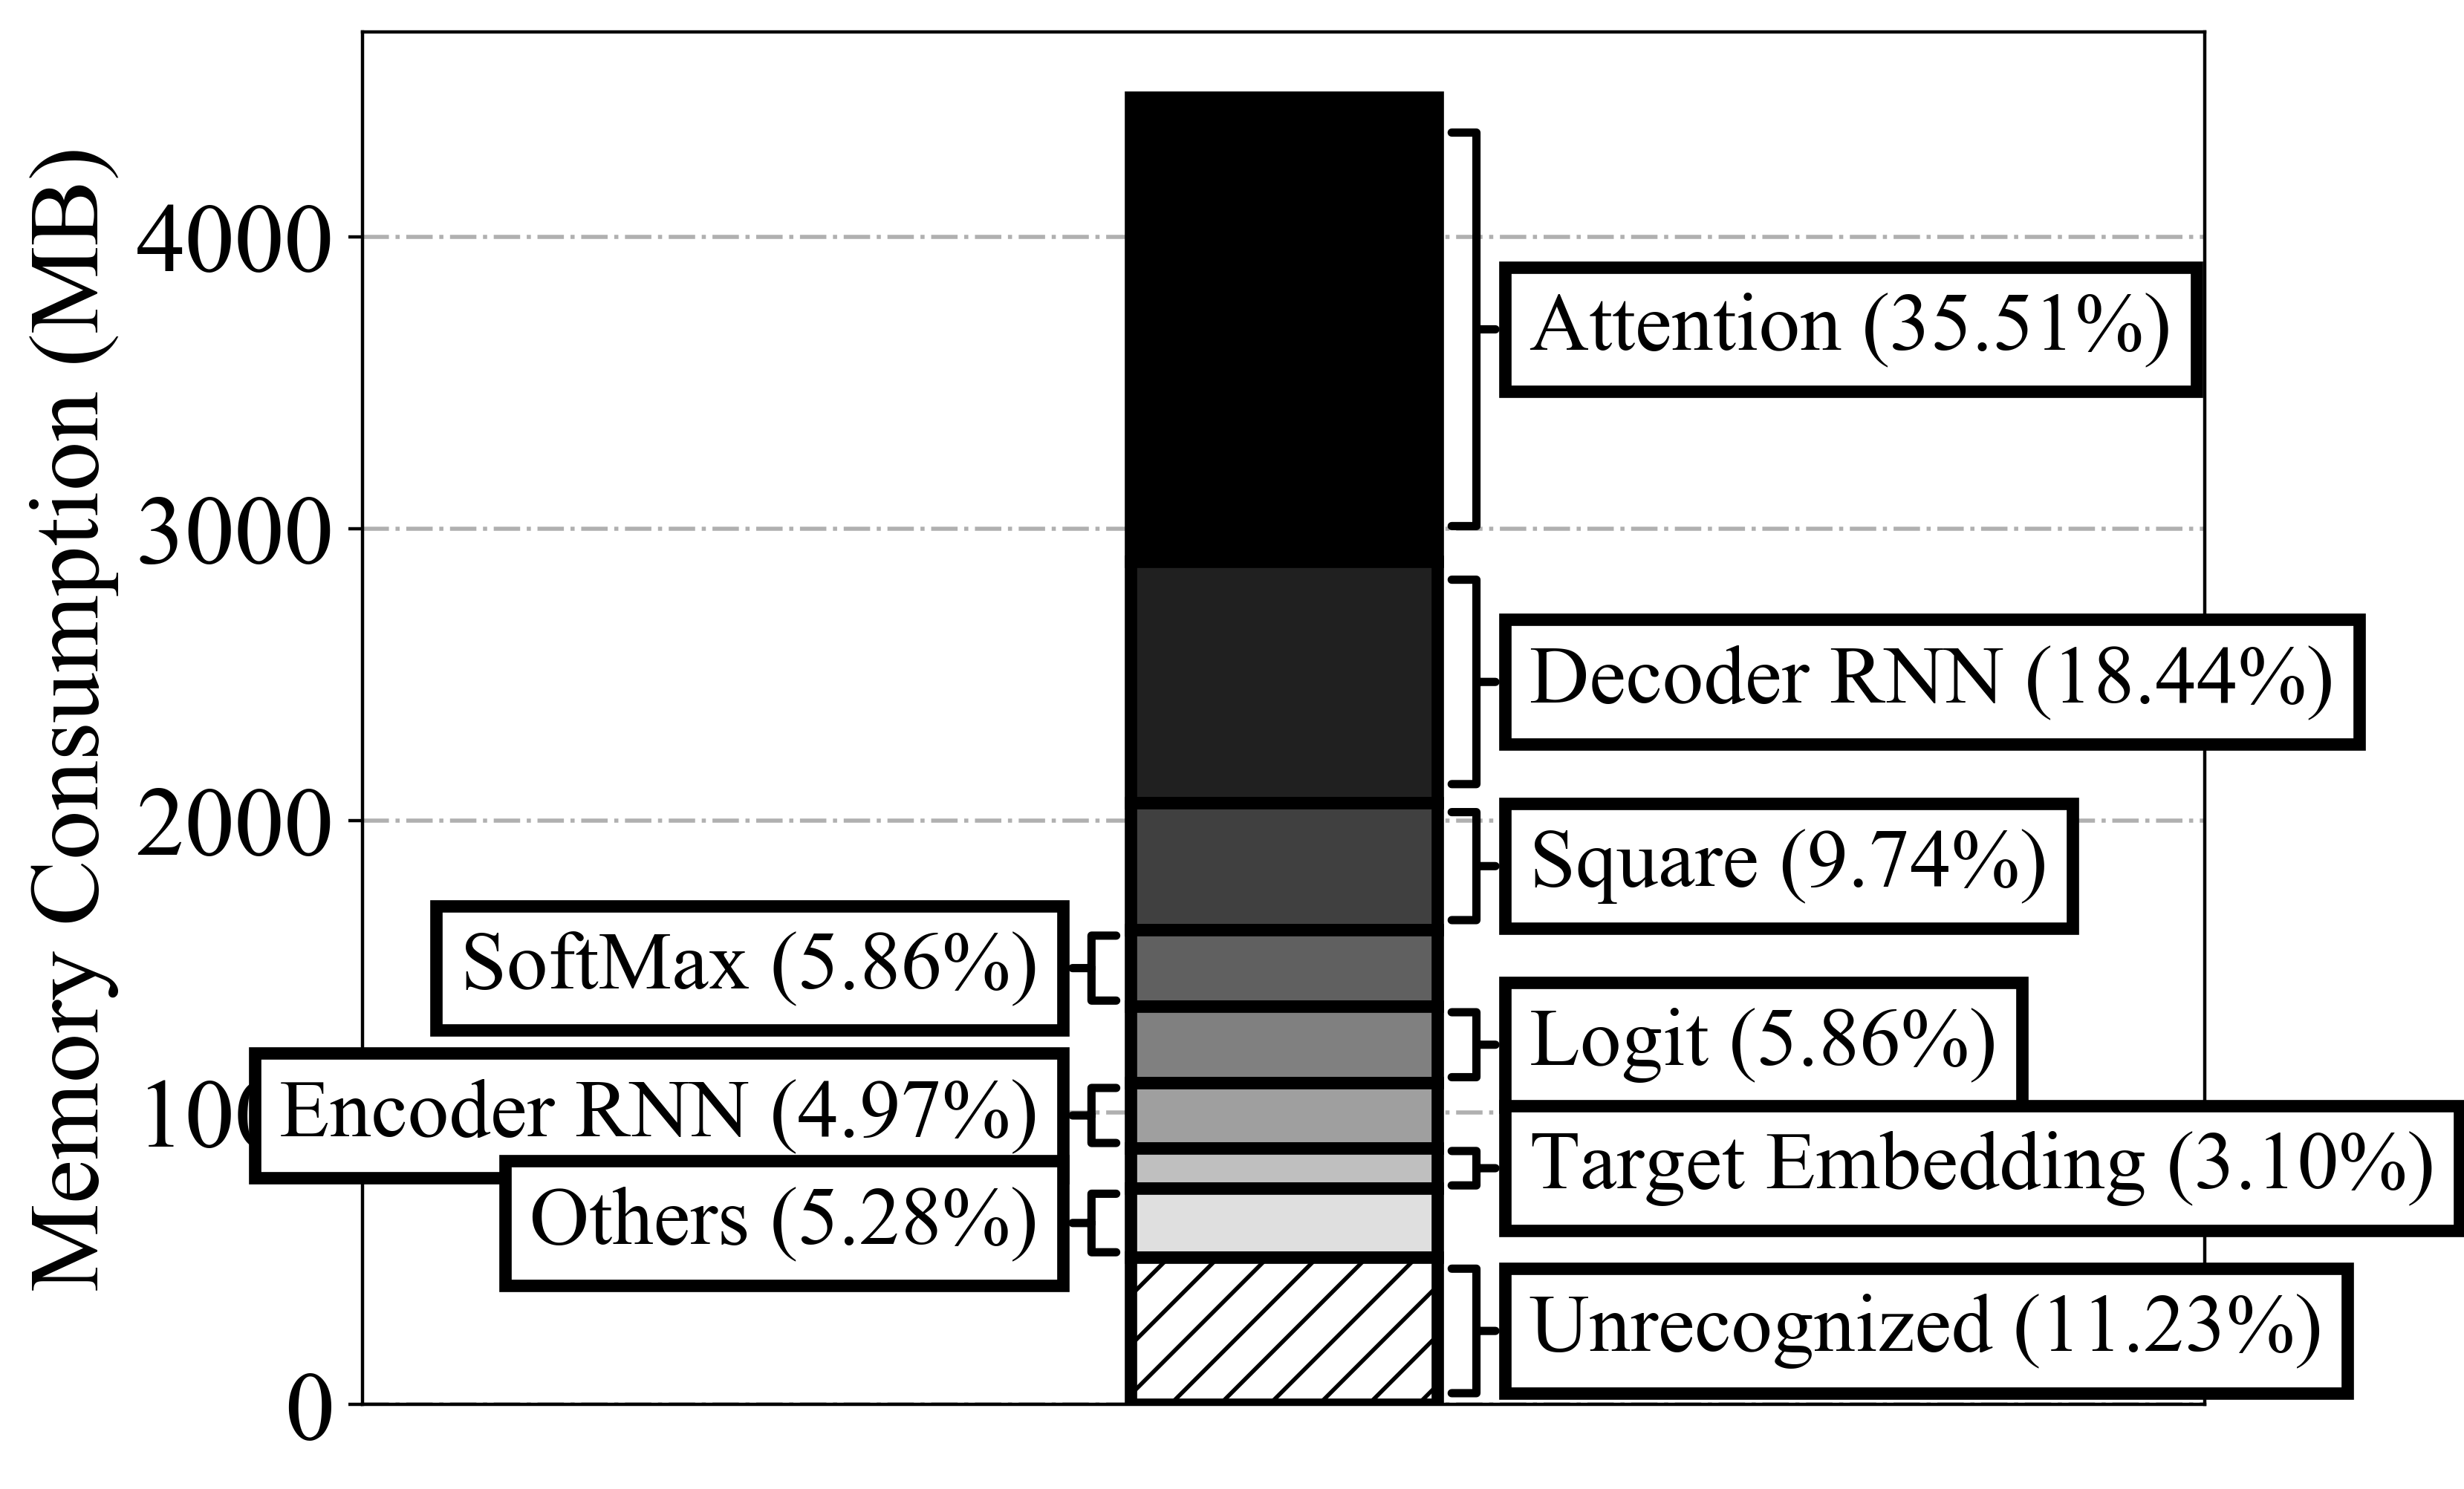 Memory Consumption (MB)
4000
3000
2000
100
0
Attention (35.51%)
Decoder RNN (18.44%)
Square (9.74%)
SoftMax (5.86%)
Logit (5.86%)
Encoder RNN (4.97%)
Target Embedding (3.10%)
Others (5.28%)
Unrecognized (11.23%)